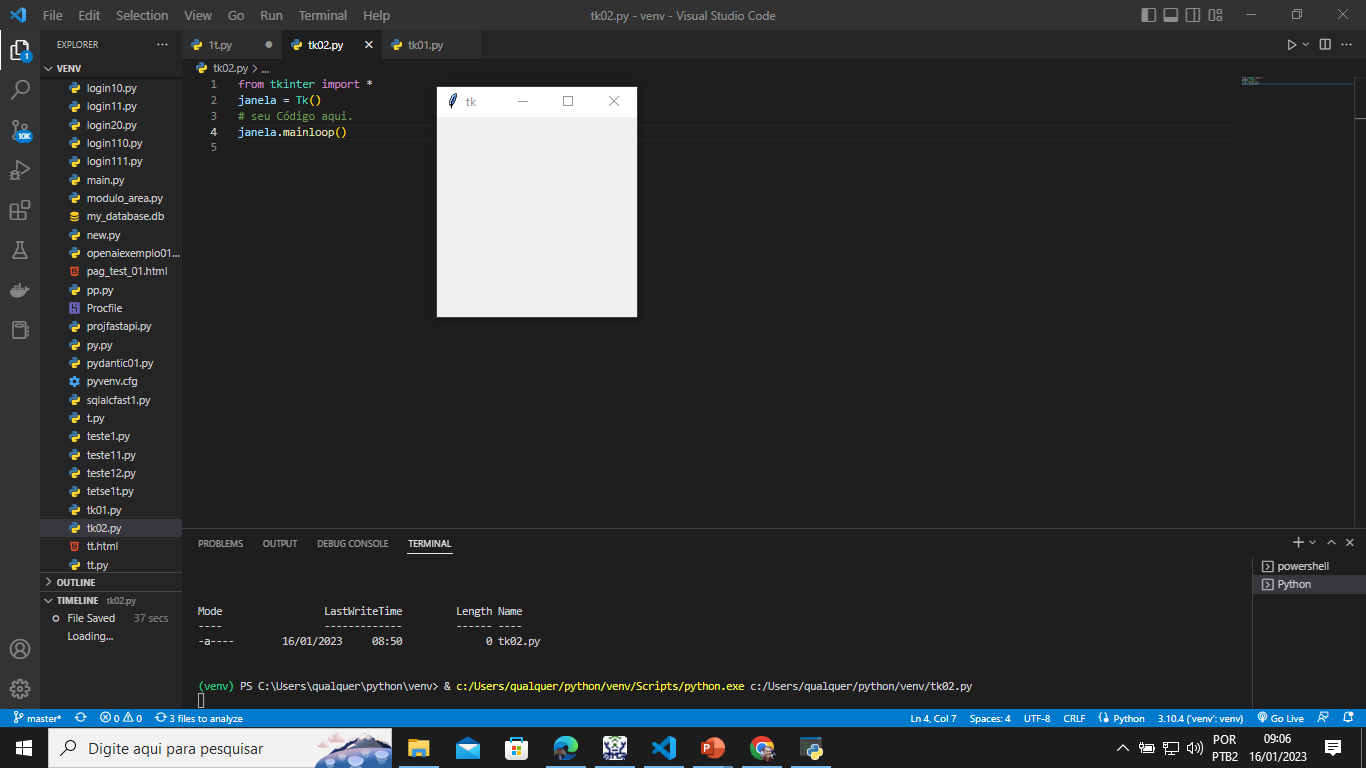 File Edit Selection View Go Run Terminal Help
tk02.py - venv - Visual Studio Code
EXPLORER
1t.py
tk02.py
tk01.py
VENV
tk02.py > ...
login10.py
login11.py
login20.py
login110.py
login111.py
main.py
modulo_area.py
my_database.db
new.py
openaiexemplo01...
pag_test_01.html
pp.py
Procfile
projfastapi.py
py.py
pydantic01.py
pyvenv.cfg
sqlalcfast1.py
t.py
teste1.py
teste11.py
teste12.py
tetse1t.py
tk01.py
tk02.py
tt.html
tt.py
OUTLINE
TIMELINE tk02.py
File Saved 37 secs
Loading...
1
10K
1 from tkinter import *
2 janela = Tk()
3 # seu Código aqui.
4 janela.mainloop()
5
tk
PROBLEMS OUTPUT DEBUG CONSOLE TERMINAL
powershell
Python
Mode LastWriteTime Length Name
---- ------------- ------ ----
-a---- 16/01/2023 08:50 0 tk02.py
(venv) PS C:\Users\qualquer\python\venv> & c:/Users/qualquer/python/venv/Scripts/python.exe c:/Users/qualquer/python/venv/tk02.py
master* 0 0 3 files to analyze
Ln 4, Col 7 Spaces: 4 UTF-8 CRLF Python 3.10.4 ('venv': venv) Go Live
Digite aqui para pesquisar
POR
PTB2
09:06
16/01/2023